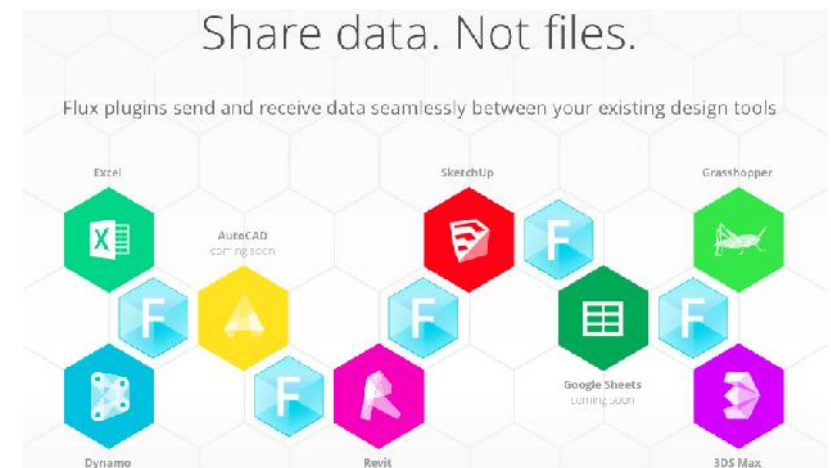 Share data. Not files.
Flux plugins send and receive data seamlessly between your existing design tools
Excel
SketchUp
Grasshopper
AutoCAD
coming soon
F
F
F
F
F
Google Sheets
coming soon
Dynamo
Revit
3DS Max